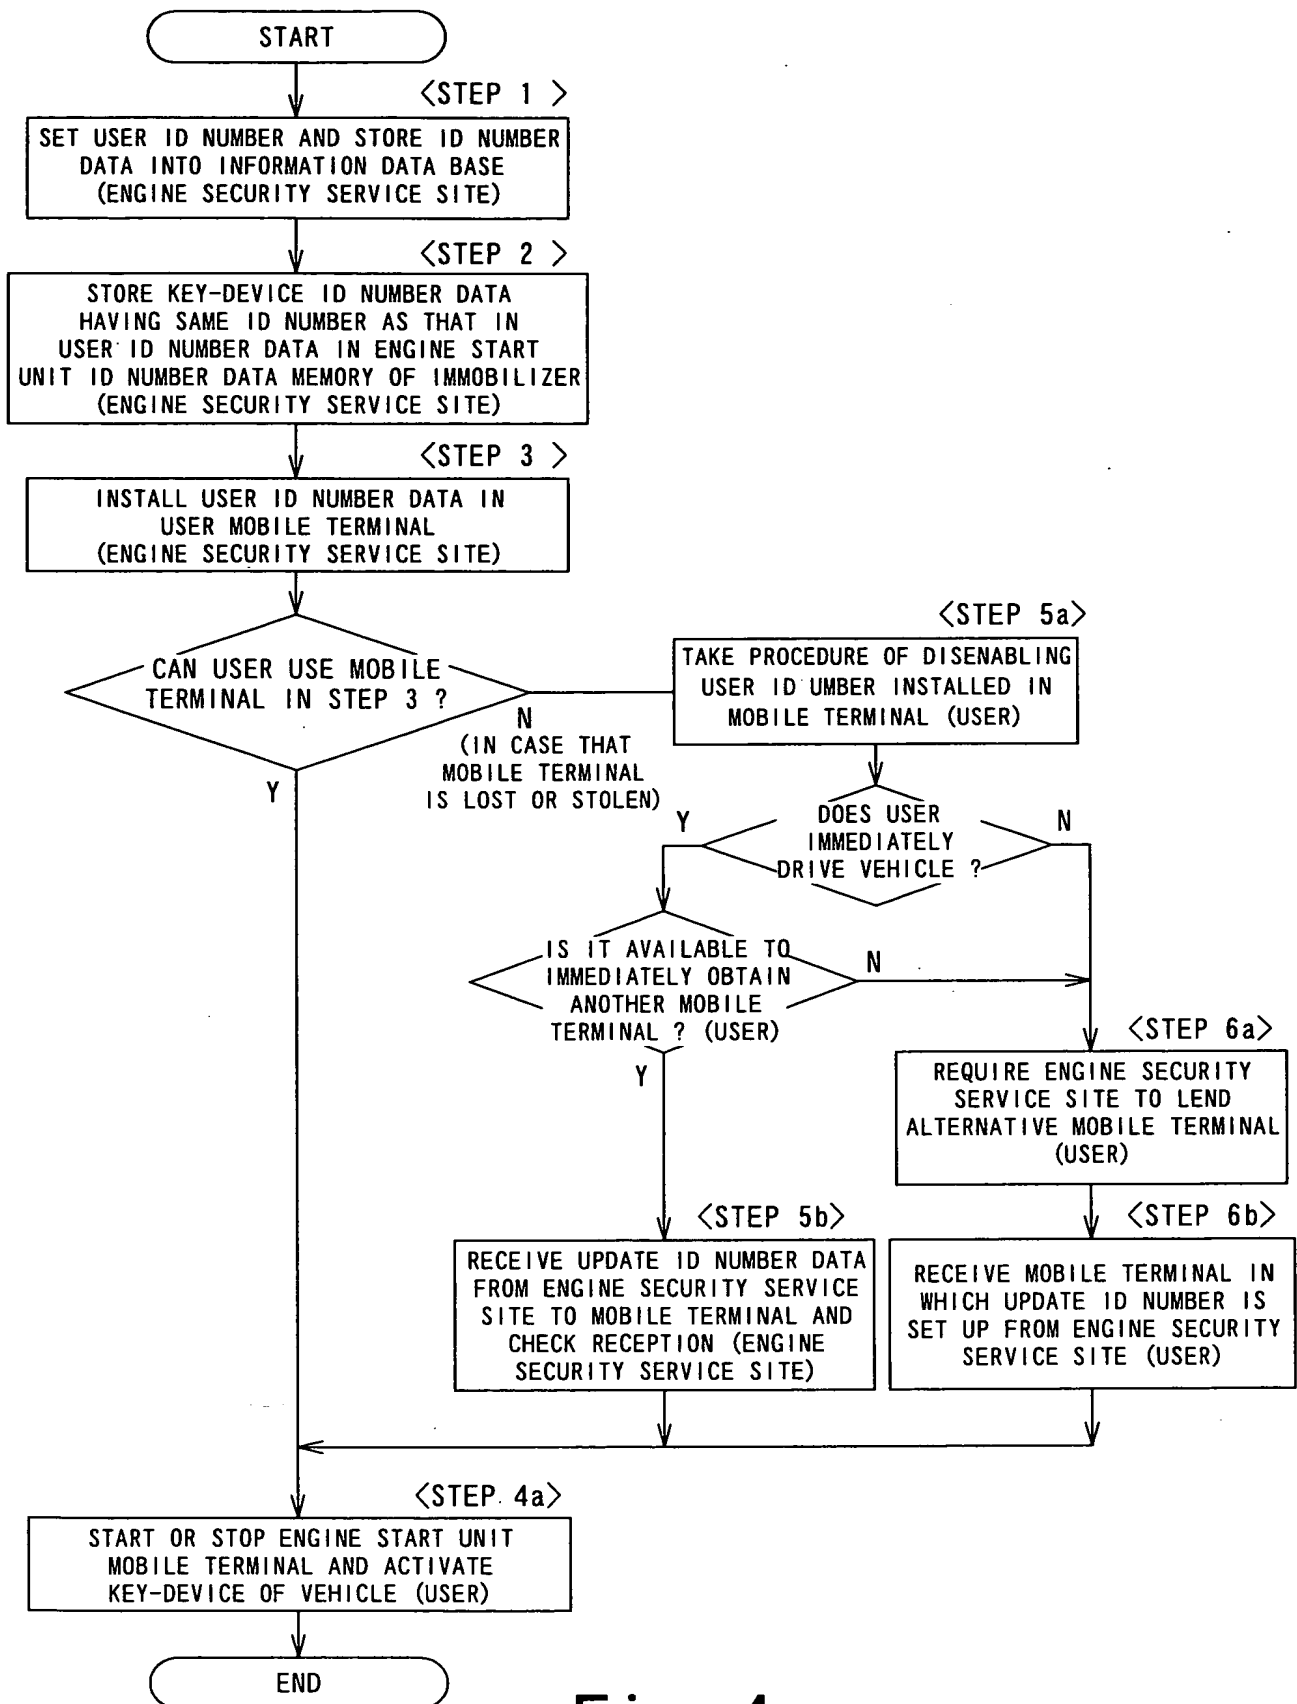 START
<STEP 1 >
SET USER ID NUMBER AND STORE ID NUMBER
DATA INTO INFORMATION DATA BASE
(ENGINE SECURITY SERVICE SITE)
<STEP 2 >
STORE KEY-DEVICE ID NUMBER DATA
HAVING SAME ID NUMBER AS THAT IN
USER ID NUMBER DATA IN ENGINE START
UNIT ID NUMBER DATA MEMORY OF IMMOBILIZER
(ENGINE SECURITY SERVICE SITE)
<STEP 3 >
INSTALL USER ID NUMBER DATA IN
USER MOBILE TERMINAL
(ENGINE SECURITY SERVICE SITE)
CAN USER USE MOBILE
TERMINAL IN STEP 3 ?
N
(IN CASE THAT
MOBILE TERMINAL
IS LOST OR STOLEN)
Y
<STEP 5a>
TAKE PROCEDURE OF DISENABLING
USER ID UMBER INSTALLED IN
MOBILE TERMINAL (USER)
DOES USER
IMMEDIATELY
DRIVE VEHICLE ?
Y
N
IS IT AVAILABLE TO
IMMEDIATELY OBTAIN
ANOTHER MOBILE
TERMINAL ? (USER)
N
Y
<STEP 6a>
REQUIRE ENGINE SECURITY
SERVICE SITE TO LEND
ALTERNATIVE MOBILE TERMINAL
(USER)
<STEP 5b>
RECEIVE UPDATE ID NUMBER DATA
FROM ENGINE SECURITY SERVICE
SITE TO MOBILE TERMINAL AND
CHECK RECEPTION (ENGINE
SECURITY SERVICE SITE)
<STEP 6b>
RECEIVE MOBILE TERMINAL IN
WHICH UPDATE ID NUMBER IS
SET UP FROM ENGINE SECURITY
SERVICE SITE (USER)
<STEP 4a>
START OR STOP ENGINE START UNIT
MOBILE TERMINAL AND ACTIVATE
KEY-DEVICE OF VEHICLE (USER)
END